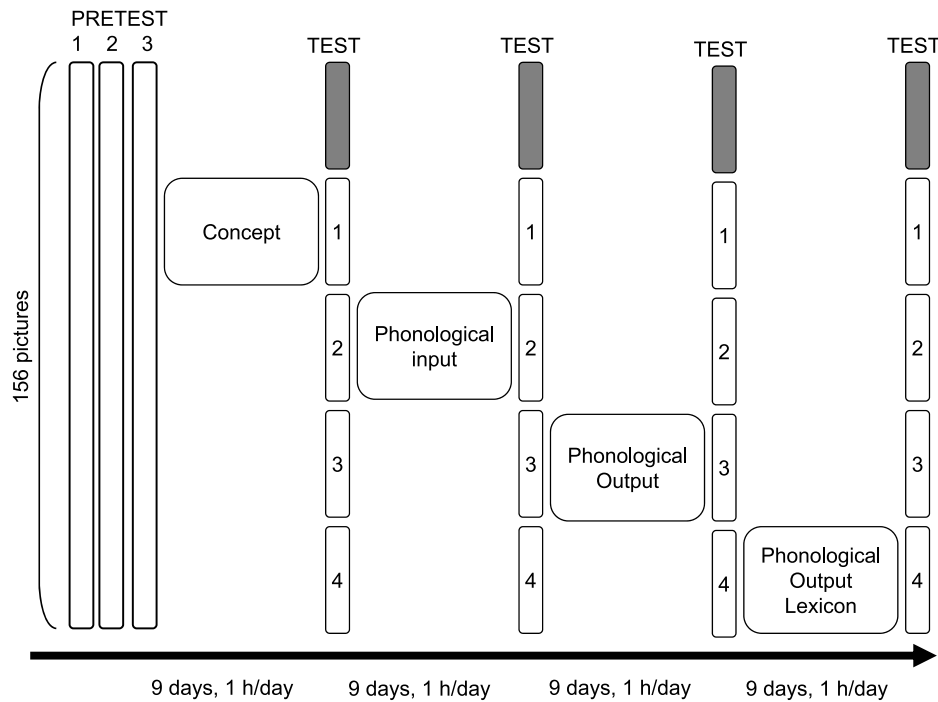 PRETEST
1 2 3
TEST
TEST
TEST
TEST
156 pictures
Concept
1
1
1
1
Phonological
input
2
2
2
2
Phonological
Output
3
3
3
3
Phonological
Output
Lexicon
4
4
4
4
9 days, 1 h/day
9 days, 1 h/day
9 days, 1 h/day
9 days, 1 h/day